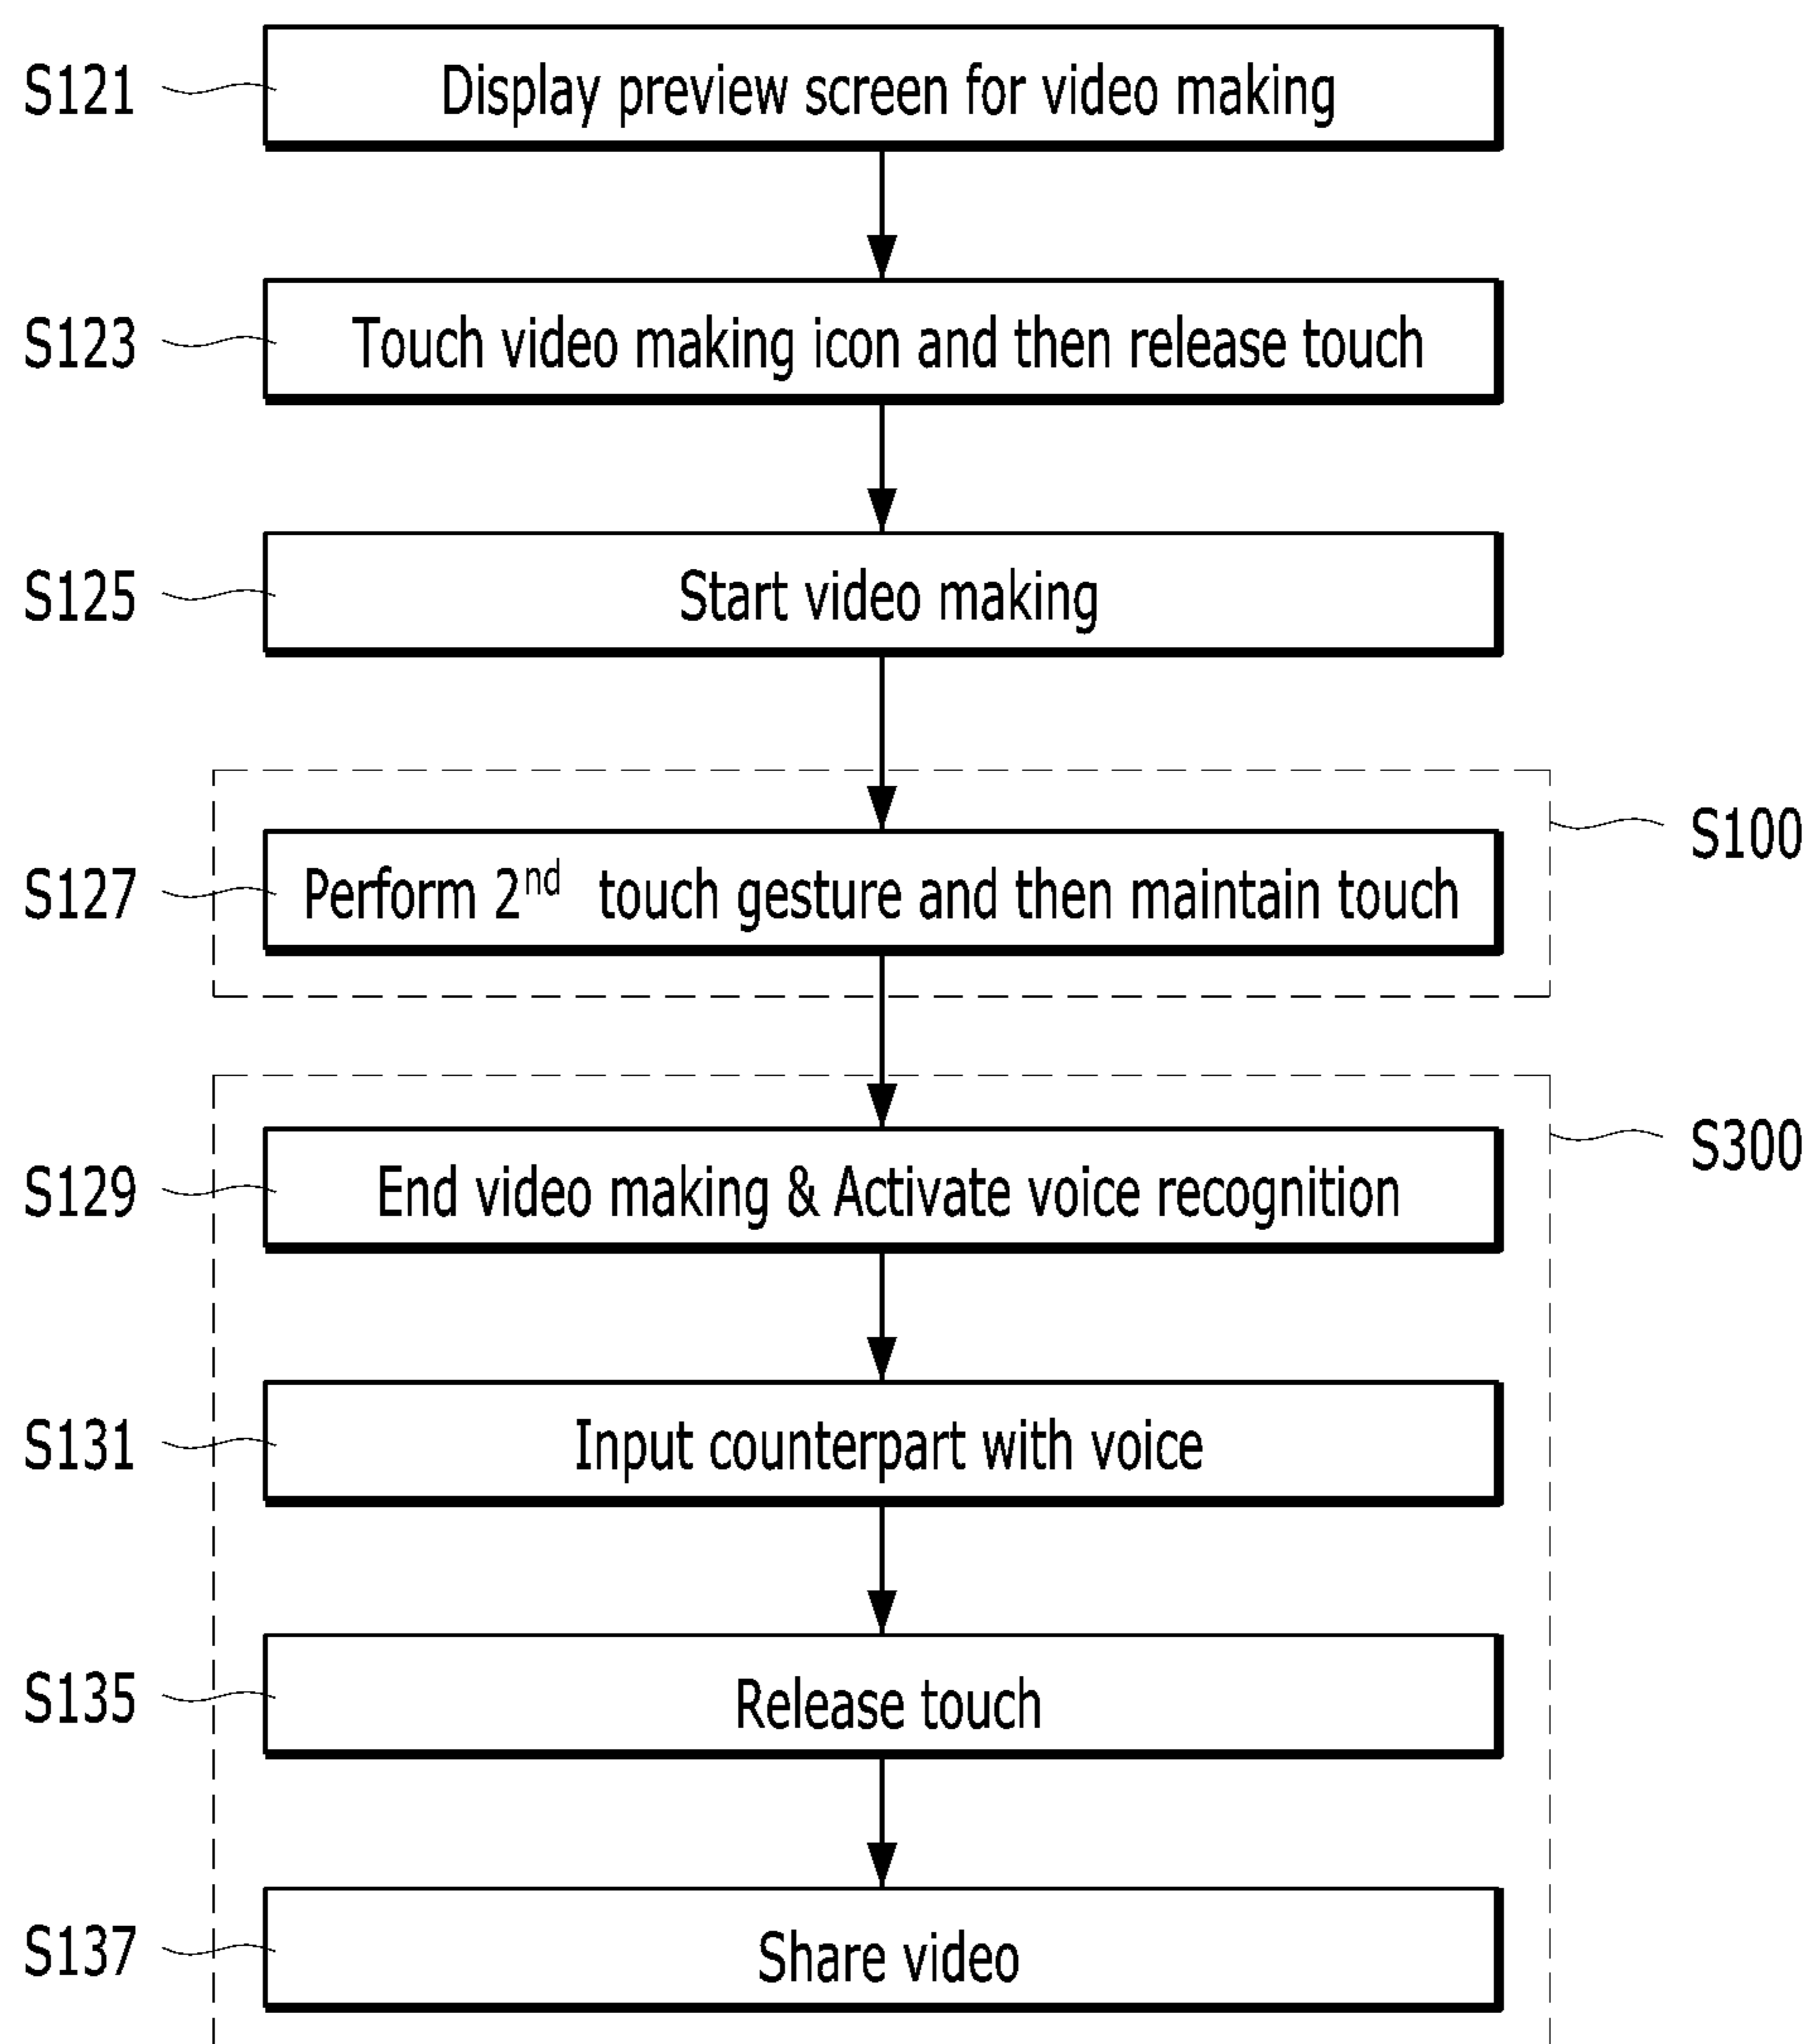 S121 Display preview screen for video making
S123 Touch video making icon and then release touch
S125 Start video making
S100
S127 Perform 2nd touch gesture and then maintain touch
S300
S129 End video making & Activate voice recognition
S131 Input counterpart with voice
S135 Release touch
S137 Share video